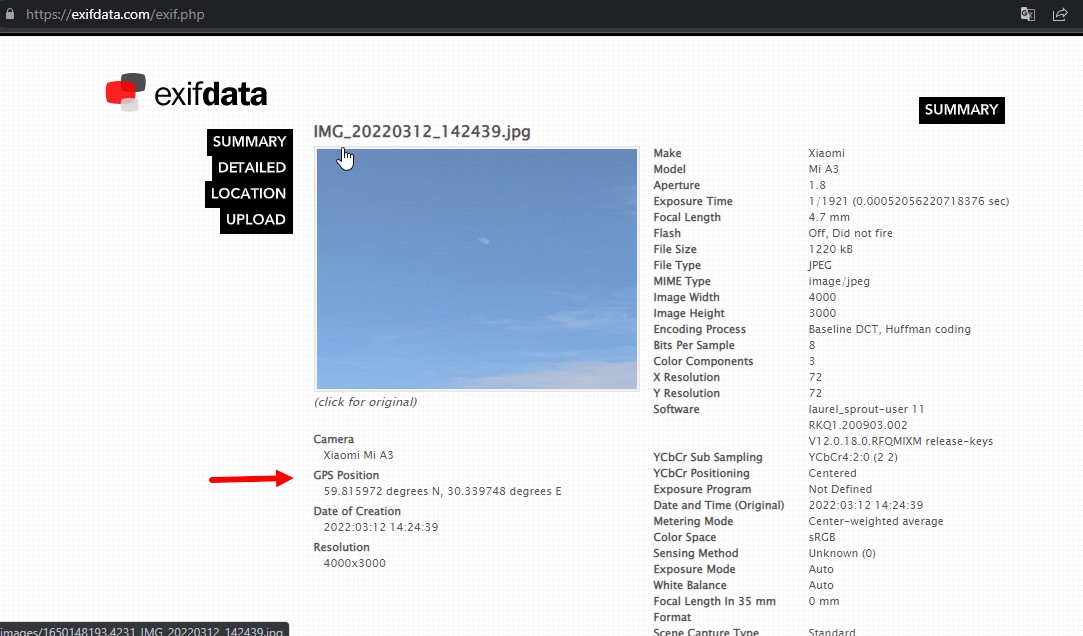 https://exifdata.com/exif.php
exifdata
SUMMARY
SUMMARY
DETAILED
LOCATION
UPLOAD
IMG_20220312_142439.jpg
(click for original)
Camera
Xiaomi Mi A3
GPS Position
59.815972 degrees N, 30.339748 degrees E
Date of Creation
2022:03:12 14:24:39
Resolution
4000x3000
Make Xiaomi
Model Mi A3
Aperture 1.8
Exposure Time 1/1921 (0.00052056220718376 sec)
Focal Length 4.7 mm
Flash Off, Did not fire
File Size 1220 kB
File Type JPEG
MIME Type image/jpeg
Image Width 4000
Image Height 3000
Encoding Process Baseline DCT, Huffman coding
Bits Per Sample 8
Color Components 3
X Resolution 72
Y Resolution 72
Software laurel_sprout-user 11
RKQ1.200903.002
V12.0.18.0.RFQMIXM release-keys
YCbCr Sub Sampling YCbCr4:2:0 (2 2)
YCbCr Positioning Centered
Exposure Program Not Defined
Date and Time (Original) 2022:03:12 14:24:39
Metering Mode Center-weighted average
Color Space sRGB
Sensing Method Unknown (0)
Exposure Mode Auto
White Balance Auto
Focal Length In 35 mm 0 mm
Format
Scene Capture Type Standard
images/1650148193.4231_IMG_20220312_142439.jpg